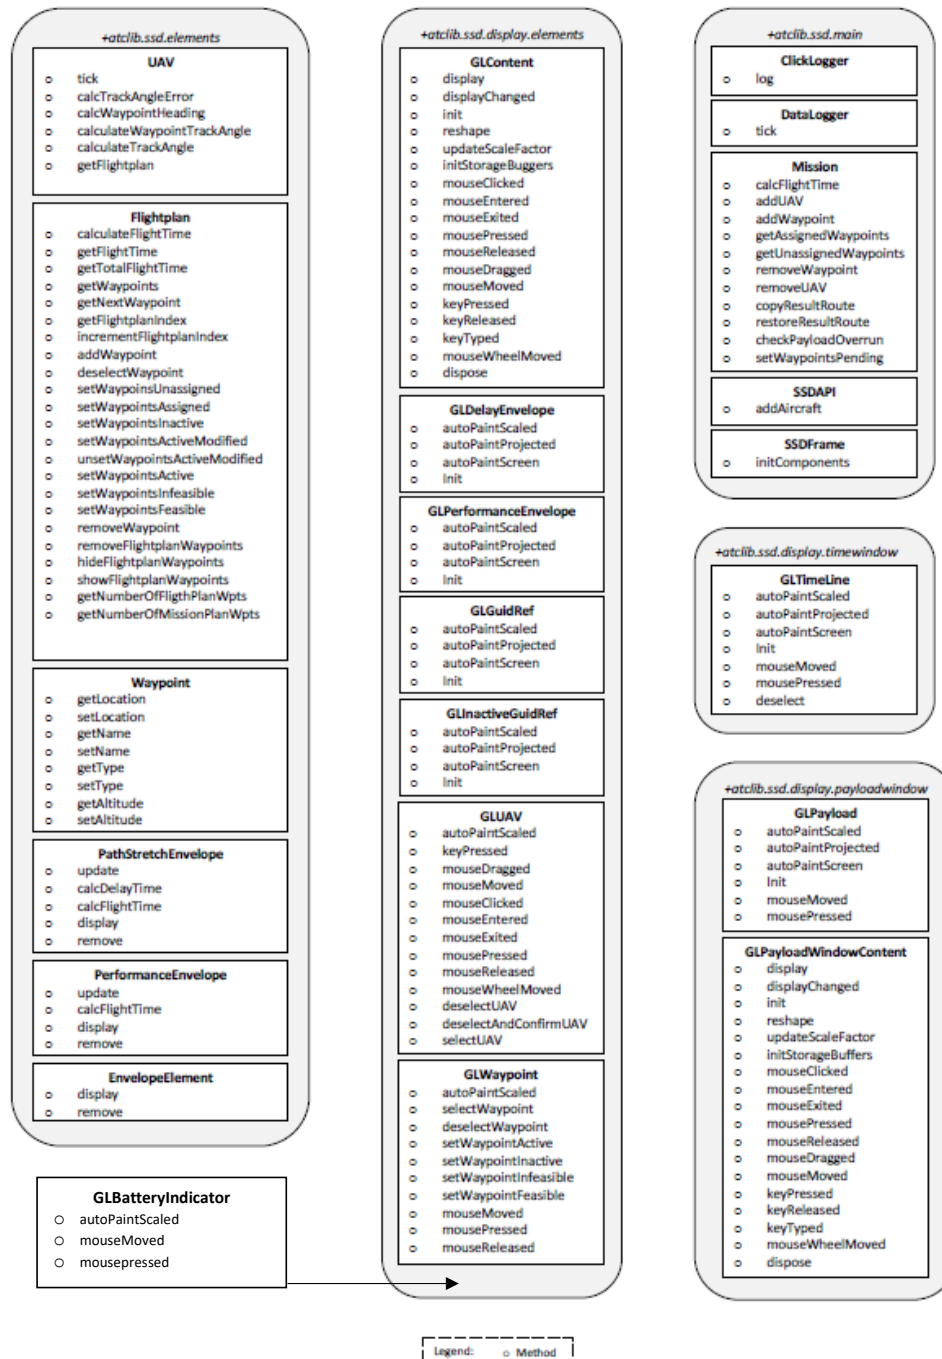 +atclib.ssd.elements
UAV
○ tick
○ calcTrackAngleError
○ calcWaypointHeading
○ calculateWaypointTrackAngle
○ calculateTrackAngle
○ getFlightplan
Flightplan
○ calculateFlightTime
○ getFlightTime
○ getTotalFlightTime
○ getWaypoints
○ getNextWaypoint
○ getFlightplanIndex
○ incrementFlightplanIndex
○ addWaypoint
○ deselectWaypoint
○ setWaypoinsUnassigned
○ setWaypointsAssigned
○ setWaypointsInactive
○ setWaypointsActiveModified
○ unsetWaypointsActiveModified
○ setWaypointsActive
○ setWaypointsInfeasible
○ setWaypointsFeasible
○ removeWaypoint
○ removeFlightplanWaypoints
○ hideFlightplanWaypoints
○ showFlightplanWaypoints
○ getNumberOfFligthPlanWpts
○ getNumberOfMissionPlanWpts
Waypoint
○ getLocation
○ setLocation
○ getName
○ setName
○ getType
○ setType
○ getAltitude
○ setAltitude
PathStretchEnvelope
○ update
○ calcDelayTime
○ calcFlightTime
○ display
○ remove
PerformanceEnvelope
○ update
○ calcFlightTime
○ display
○ remove
EnvelopeElement
○ display
○ remove
GLBatteryIndicator
○ autoPaintScaled
○ mouseMoved
○ mousepressed
+atclib.ssd.display.elements
GLContent
○ display
○ displayChanged
○ init
○ reshape
○ updateScaleFactor
○ initStorageBuggers
○ mouseClicked
○ mouseEntered
○ mouseExited
○ mousePressed
○ mouseReleased
○ mouseDragged
○ mouseMoved
○ keyPressed
○ keyReleased
○ keyTyped
○ mouseWheelMoved
○ dispose
GLDelayEnvelope
○ autoPaintScaled
○ autoPaintProjected
○ autoPaintScreen
○ Init
GLPerformanceEnvelope
○ autoPaintScaled
○ autoPaintProjected
○ autoPaintScreen
○ Init
GLGuidRef
○ autoPaintScaled
○ autoPaintProjected
○ autoPaintScreen
○ Init
GLInactiveGuidRef
○ autoPaintScaled
○ autoPaintProjected
○ autoPaintScreen
○ Init
GLUAV
○ autoPaintScaled
○ keyPressed
○ mouseDragged
○ mouseMoved
○ mouseClicked
○ mouseEntered
○ mouseExited
○ mousePressed
○ mouseReleased
○ mouseWheelMoved
○ deselectUAV
○ deselectAndConfirmUAV
○ selectUAV
GLWaypoint
○ autoPaintScaled
○ selectWaypoint
○ deselectWaypoint
○ setWaypointActive
○ setWaypointInactive
○ setWaypointInfeasible
○ setWaypointFeasible
○ mouseMoved
○ mousePressed
○ mouseReleased
+atclib.ssd.main
ClickLogger
○ log
DataLogger
○ tick
Mission
○ calcFlightTime
○ addUAV
○ addWaypoint
○ getAssignedWaypoints
○ getUnassignedWaypoints
○ removeWaypoint
○ removeUAV
○ copyResultRoute
○ restoreResultRoute
○ checkPayloadOverrun
○ setWaypointsPending
SSDAPI
○ addAircraft
SSDFrame
○ initComponents
+atclib.ssd.display.timewindow
GLTimeLine
○ autoPaintScaled
○ autoPaintProjected
○ autoPaintScreen
○ Init
○ mouseMoved
○ mousePressed
○ deselect
+atclib.ssd.display.payloadwindow
GLPayload
○ autoPaintScaled
○ autoPaintProjected
○ autoPaintScreen
○ Init
○ mouseMoved
○ mousePressed
GLPayloadWindowContent
○ display
○ displayChanged
○ init
○ reshape
○ updateScaleFactor
○ initStorageBuffers
○ mouseClicked
○ mouseEntered
○ mouseExited
○ mousePressed
○ mouseReleased
○ mouseDragged
○ mouseMoved
○ keyPressed
○ keyReleased
○ keyTyped
○ mouseWheelMoved
○ dispose
Legend: ○ Method